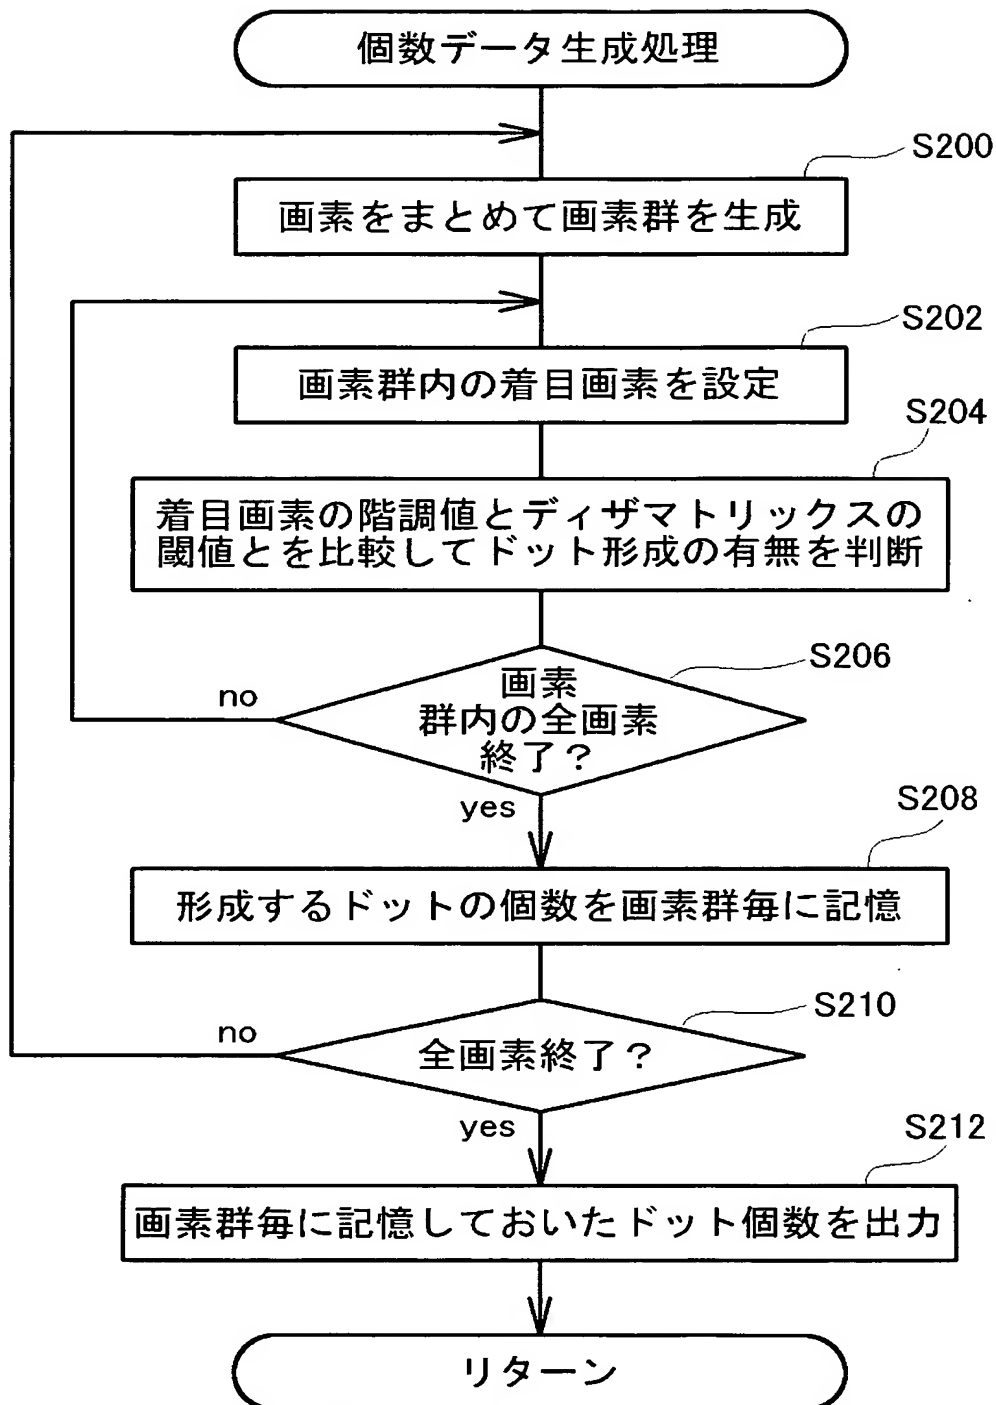 個数データ生成処理
S200
画素をまとめて画素群を生成
S202
画素群内の着目画素を設定
S204
着目画素の階調値とディザマトリックスの
閾値とを比較してドット形成の有無を判断
S206
画素
群内の全画素
終了？
no
yes
S208
形成するドットの個数を画素群毎に記憶
S210
全画素終了？
no
yes
S212
画素群毎に記憶しておいたドット個数を出力
リターン